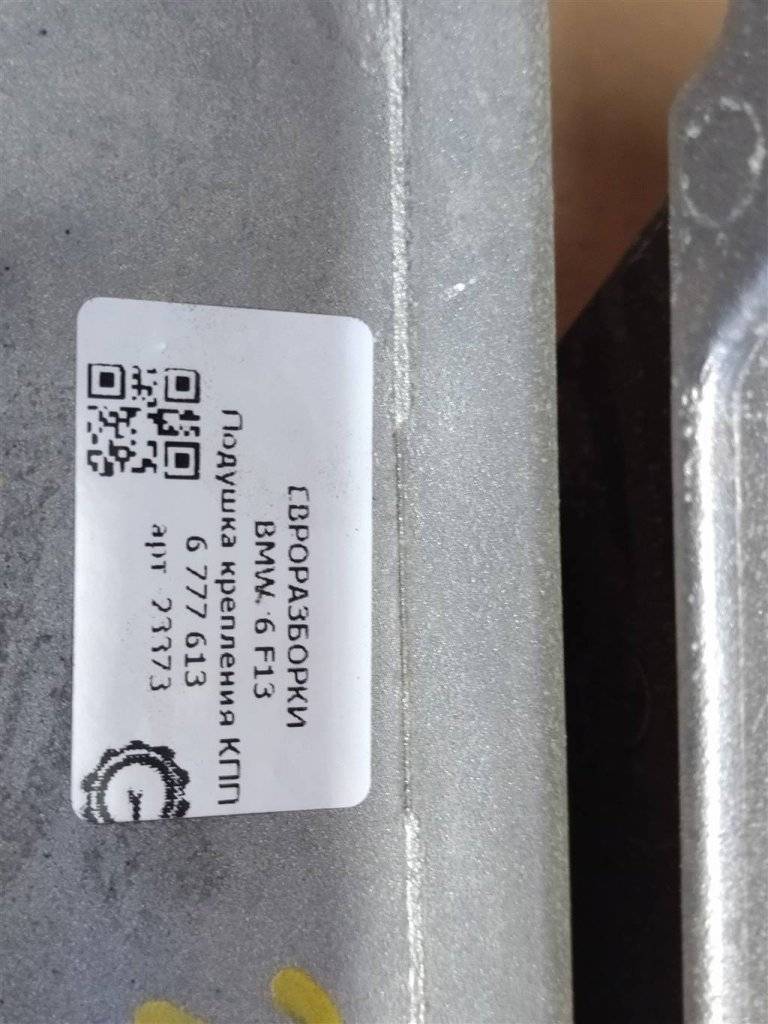 ЕВРОРАЗБОРКИ
BMW, 6 F13
Подушка крепления КПП
6 777 613
арт 23373